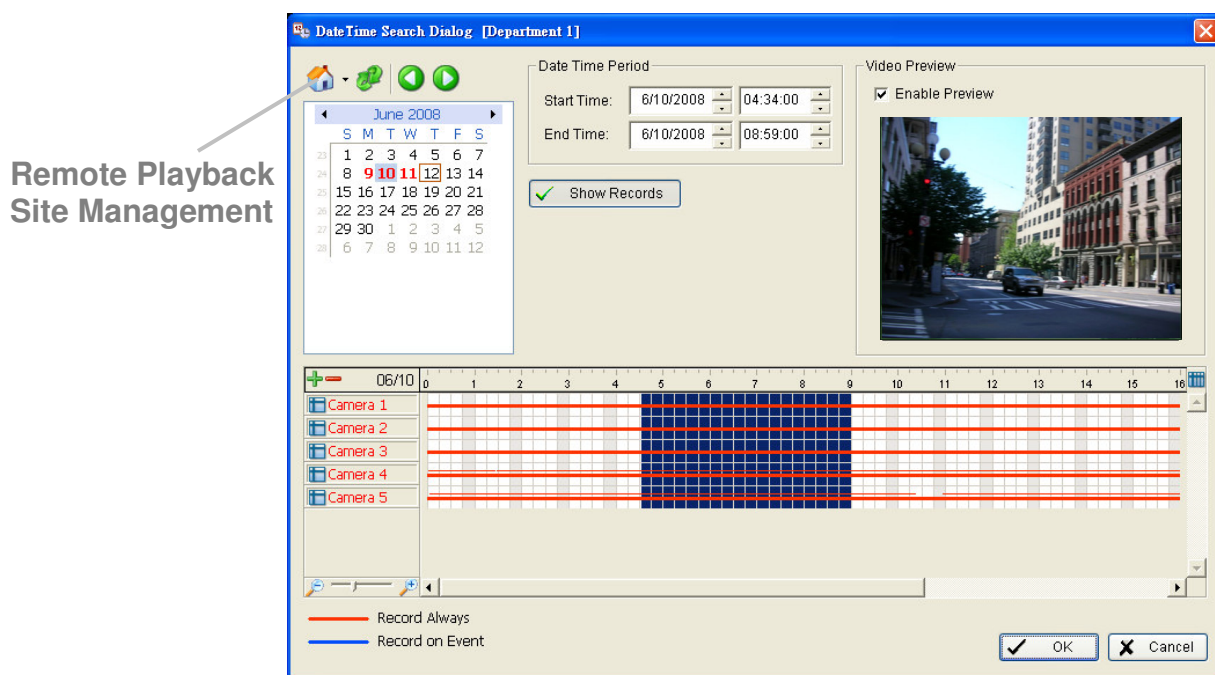 DateTime Search Dialog [Department 1]
Remote Playback
Site Management
June 2008
S M T W T F S
23 1 2 3 4 5 6 7
24 8 9 10 11 12 13 14
25 15 16 17 18 19 20 21
26 22 23 24 25 26 27 28
27 29 30 1 2 3 4 5
28 6 7 8 9 10 11 12
Date Time Period
Start Time: 6/10/2008 04:34:00
End Time: 6/10/2008 08:59:00
Show Records
Video Preview
Enable Preview
06/10 0 1 2 3 4 5 6 7 8 9 10 11 12 13 14 15 16
Camera 1
Camera 2
Camera 3
Camera 4
Camera 5
Record Always
Record on Event
OK Cancel